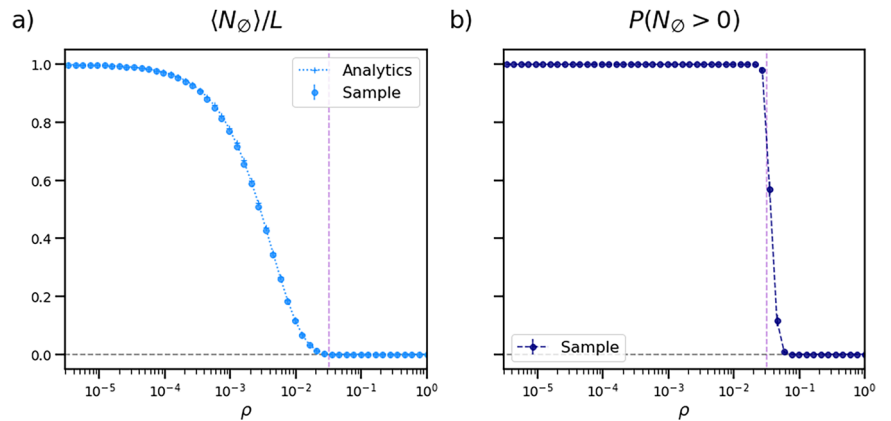 a) ⟨N∅⟩/L
b) P(N∅ > 0)
Analytics
Sample
1.0
0.8
0.6
0.4
0.2
0.0
10⁻⁵ 10⁻⁴ 10⁻³ 10⁻² 10⁻¹ 10⁰
ρ
Sample
10⁻⁵ 10⁻⁴ 10⁻³ 10⁻² 10⁻¹ 10⁰
ρ